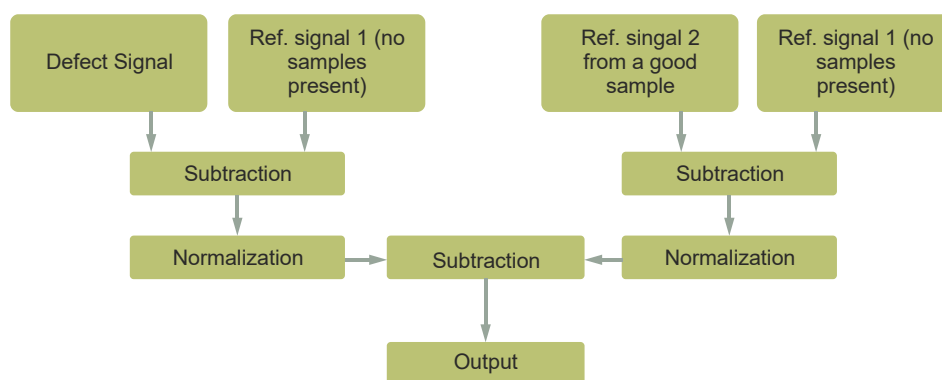 Defect Signal
Ref. signal 1 (no
samples
present)
Ref. singal 2
from a good
sample
Ref. signal 1 (no
samples
present)
Subtraction
Subtraction
Normalization
Subtraction
Normalization
Output